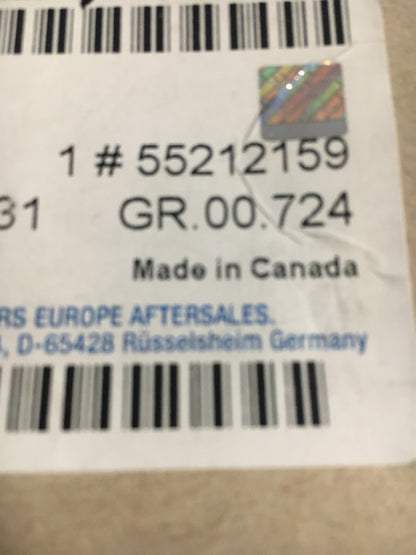 1 # 55212159
31 GR.00.724
Made in Canada
RS EUROPE AFTERSALES.
, D-65428 Rüsselsheim Germany